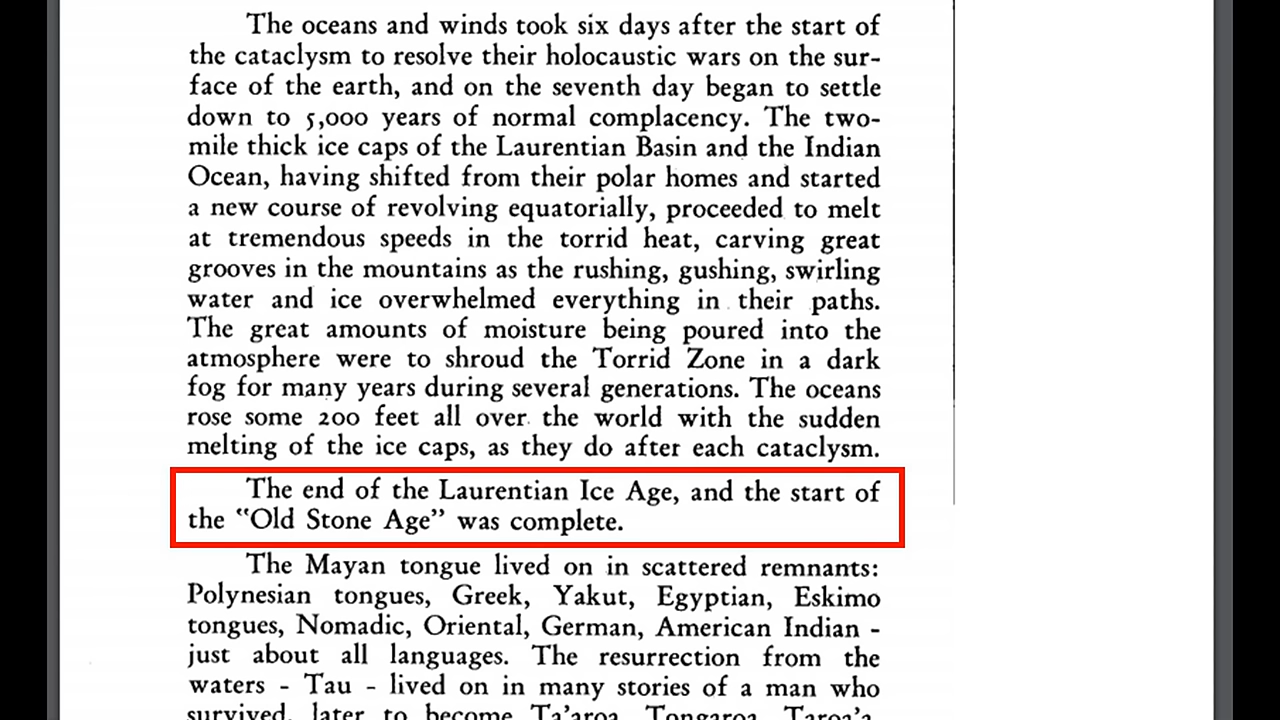 The oceans and winds took six days after the start of
the cataclysm to resolve their holocaustic wars on the sur-
face of the earth, and on the seventh day began to settle
down to 5,000 years of normal complacency. The two-
mile thick ice caps of the Laurentian Basin and the Indian
Ocean, having shifted from their polar homes and started
a new course of revolving equatorially, proceeded to melt
at tremendous speeds in the torrid heat, carving great
grooves in the mountains as the rushing, gushing, swirling
water and ice overwhelmed everything in their paths.
The great amounts of moisture being poured into the
atmosphere were to shroud the Torrid Zone in a dark
fog for many years during several generations. The oceans
rose some 200 feet all over the world with the sudden
melting of the ice caps, as they do after each cataclysm.
The end of the Laurentian Ice Age, and the start of
the "Old Stone Age" was complete.
The Mayan tongue lived on in scattered remnants:
Polynesian tongues, Greek, Yakut, Egyptian, Eskimo
tongues, Nomadic, Oriental, German, American Indian -
just about all languages. The resurrection from the
waters - Tau - lived on in many stories of a man who
survived, later to become Ta'aroa, Tongaroa, Taroa'a,